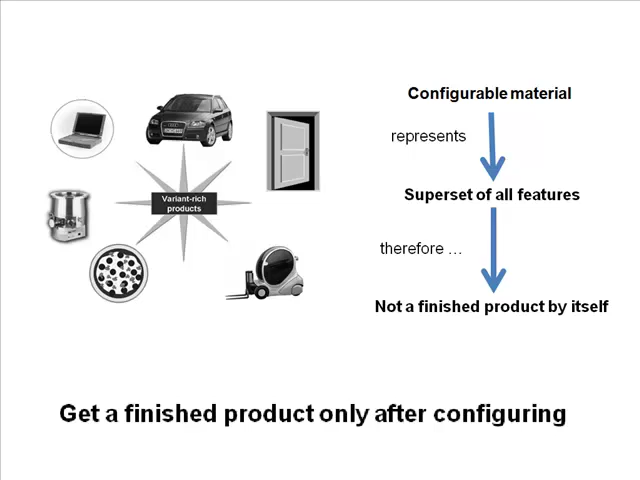 Configurable material
represents
Variant-rich
products
Superset of all features
therefore ...
Not a finished product by itself
Get a finished product only after configuring